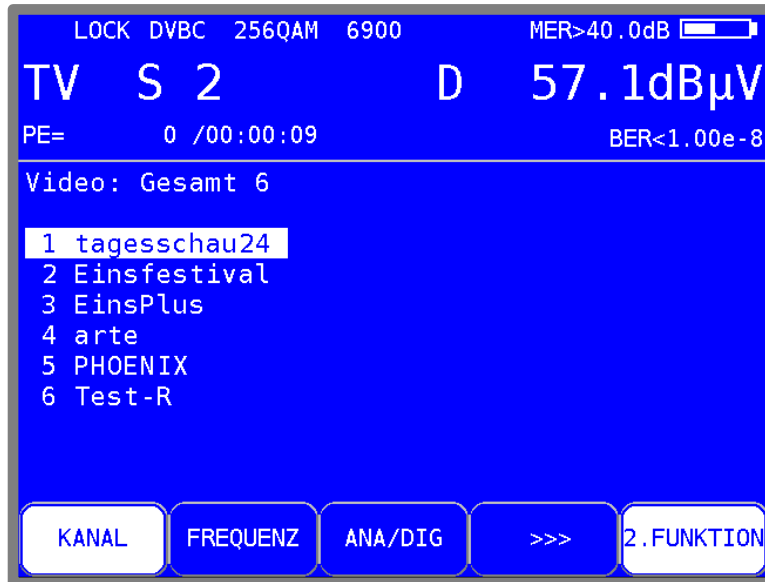 LOCK DVBC 256QAM 6900 MER>40.0dB
TV S 2 D 57.1dBµV
PE= 0 /00:00:09 BER<1.00e-8
Video: Gesamt 6
1 tagesschau24
2 Einsfestival
3 EinsPlus
4 arte
5 PHOENIX
6 Test-R
KANAL FREQUENZ ANA/DIG >>> 2.FUNKTION